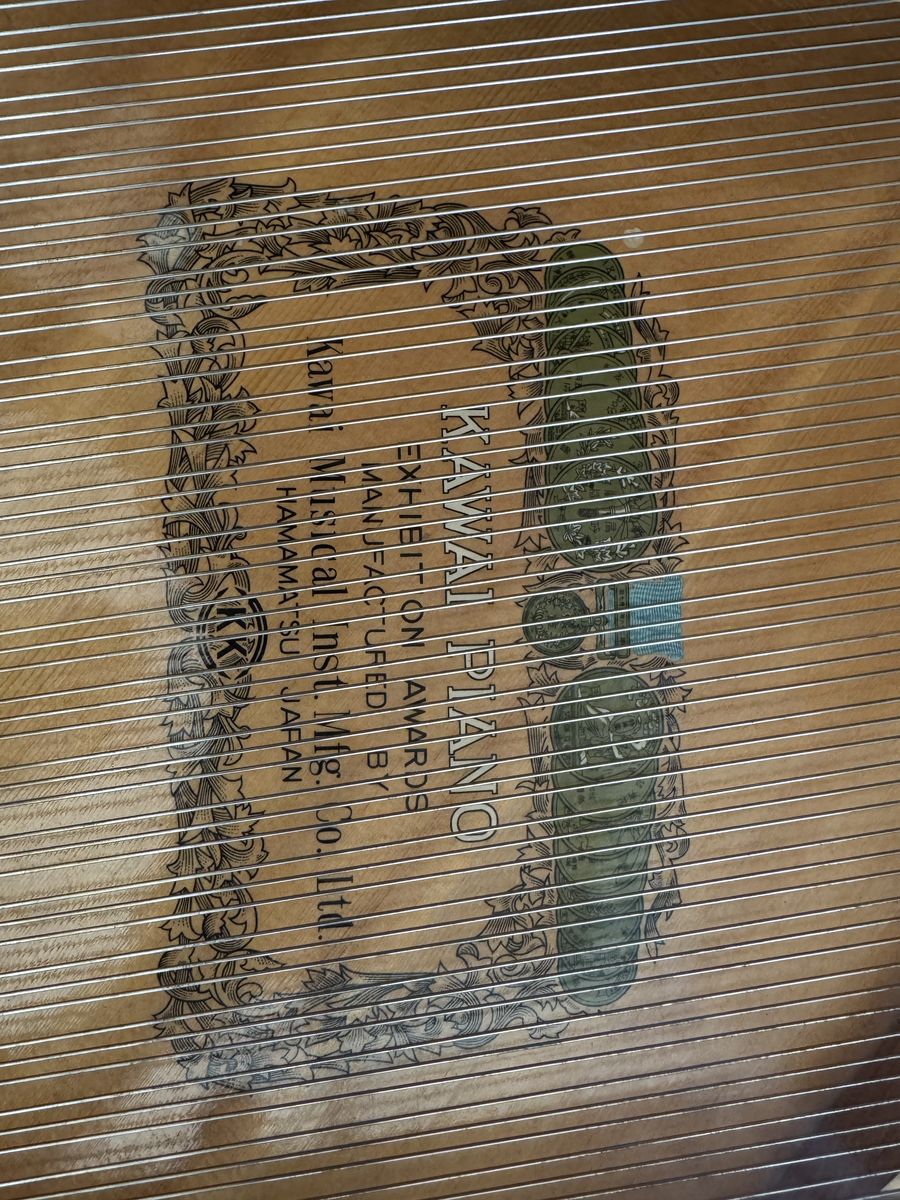 KAWAI PIANO
EXHIBITION AWARDS
MANUFACTURED BY
Kawai Musical Inst. Mfg. Co., Ltd.
HAMAMATSU JAPAN
KK